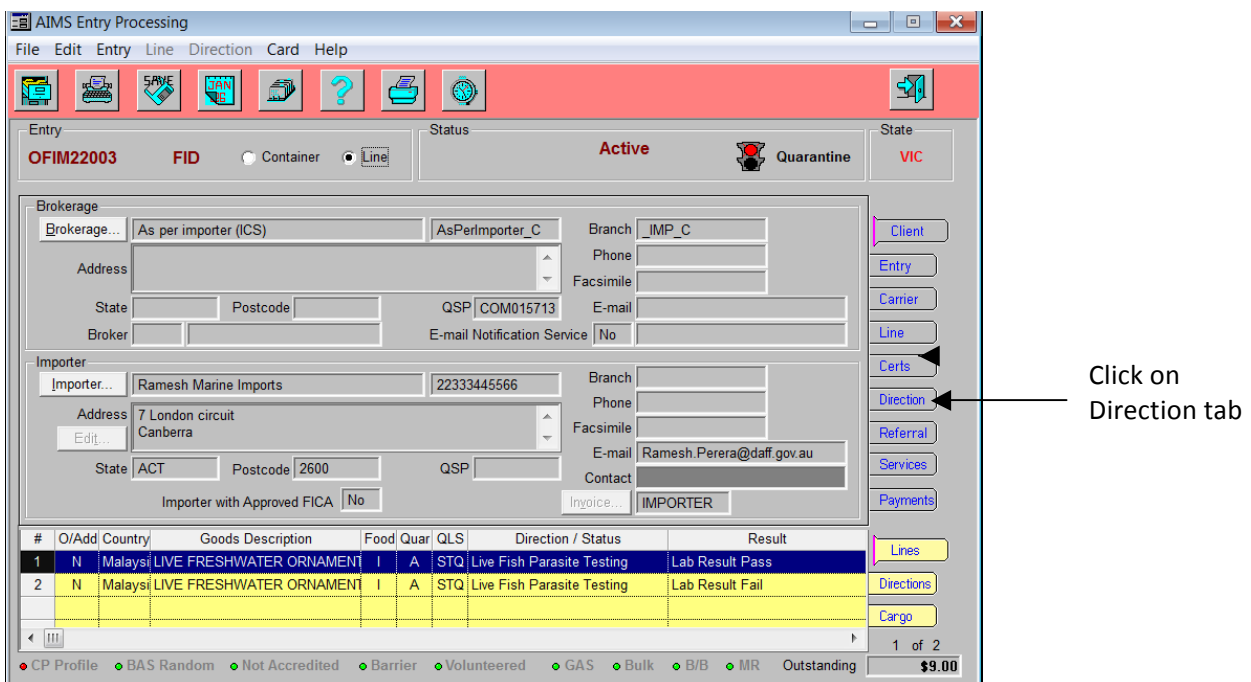 AIMS Entry Processing
File Edit Entry Line Direction Card Help
SAVE JAN 16
Entry
OFIM22003 FID Container Line
Status
Active Quarantine
State
VIC
Brokerage
Brokerage... As per importer (ICS) AsPerImporter_C Branch _IMP_C
Address Phone
Facsimile
State Postcode QSP COM015713 E-mail
Broker E-mail Notification Service No
Importer
Importer... Ramesh Marine Imports 22333445566 Branch
Address 7 London circuit Phone
Edit... Canberra Facsimile
E-mail Ramesh.Perera@daff.gov.au
State ACT Postcode 2600 QSP Contact
Importer with Approved FICA No Invoice... IMPORTER
Client
Entry
Carrier
Line
Certs
Direction
Referral
Services
Payments
Click on
Direction tab
# O/Add Country Goods Description Food Quar QLS Direction / Status Result
1 N Malaysi LIVE FRESHWATER ORNAMENT I A STQ Live Fish Parasite Testing Lab Result Pass
2 N Malaysi LIVE FRESHWATER ORNAMENT I A STQ Live Fish Parasite Testing Lab Result Fail
Lines
Directions
Cargo
1 of 2
CP Profile BAS Random Not Accredited Barrier Volunteered GAS Bulk B/B MR Outstanding $9.00